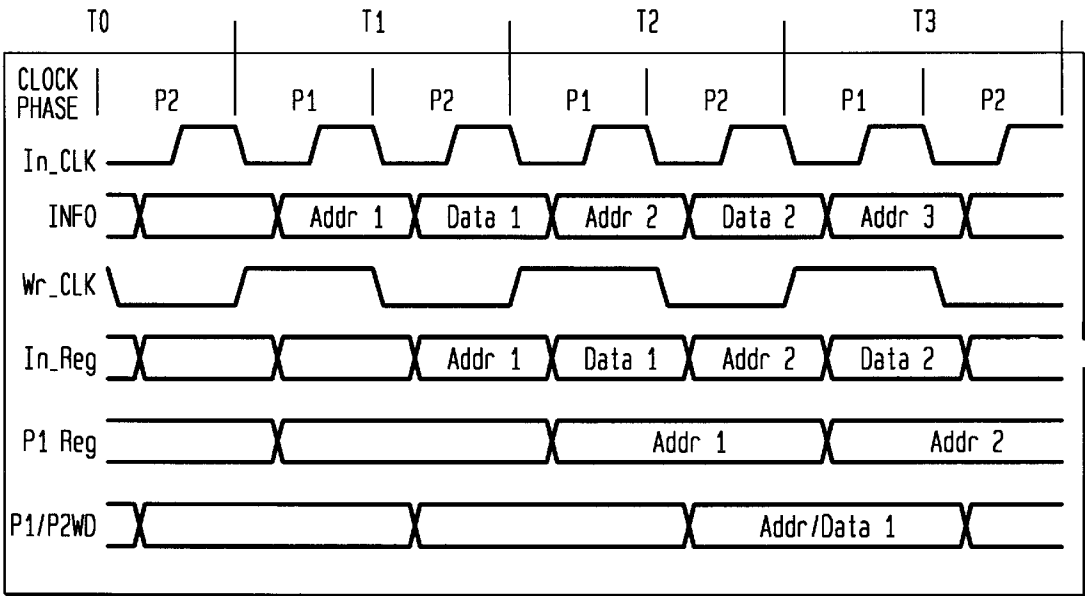 T0 T1 T2 T3
CLOCK
PHASE P2 P1 P2 P1 P2 P1 P2
In_CLK
INFO Addr 1 Data 1 Addr 2 Data 2 Addr 3
Wr_CLK
In_Reg Addr 1 Data 1 Addr 2 Data 2
P1 Reg Addr 1 Addr 2
P1/P2WD Addr/Data 1